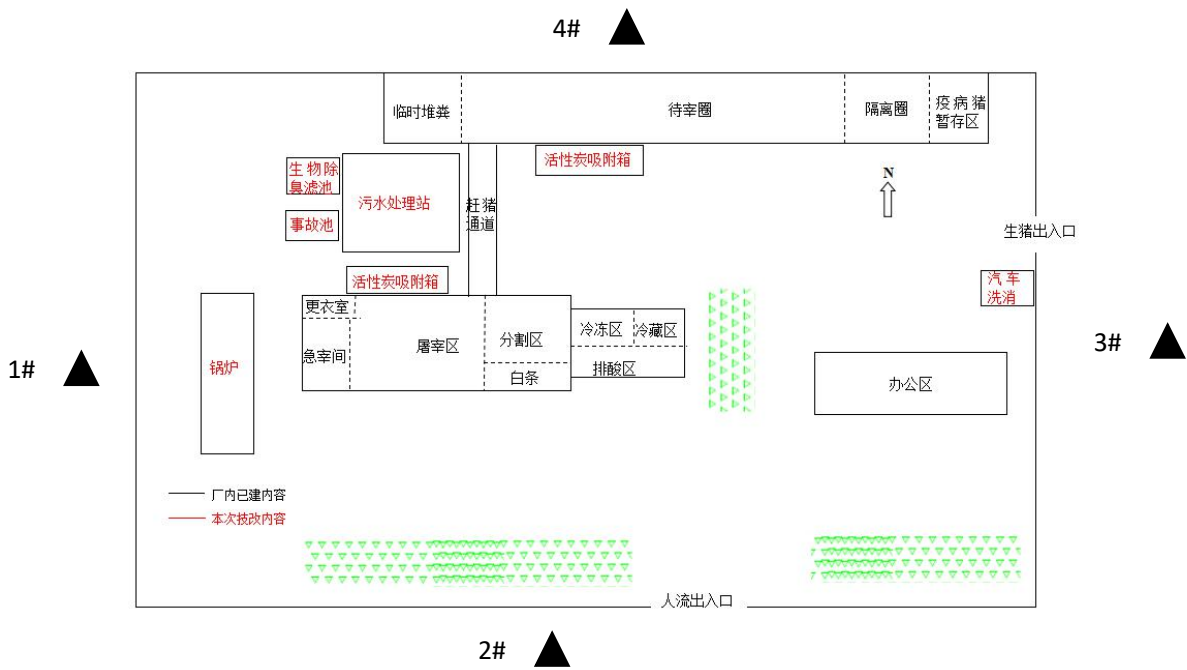 4#
临时堆粪
待宰圈
隔离圈
疫病猪
暂存区
生物除
臭滤池
污水处理站
赶猪
通道
活性炭吸附箱
N
事故池
生猪出入口
活性炭吸附箱
汽车
洗消
更衣室
急宰间
屠宰区
分割区
白条
冷冻区
冷藏区
排酸区
锅炉
办公区
1#
3#
厂内已建内容
本次技改内容
人流出入口
2#